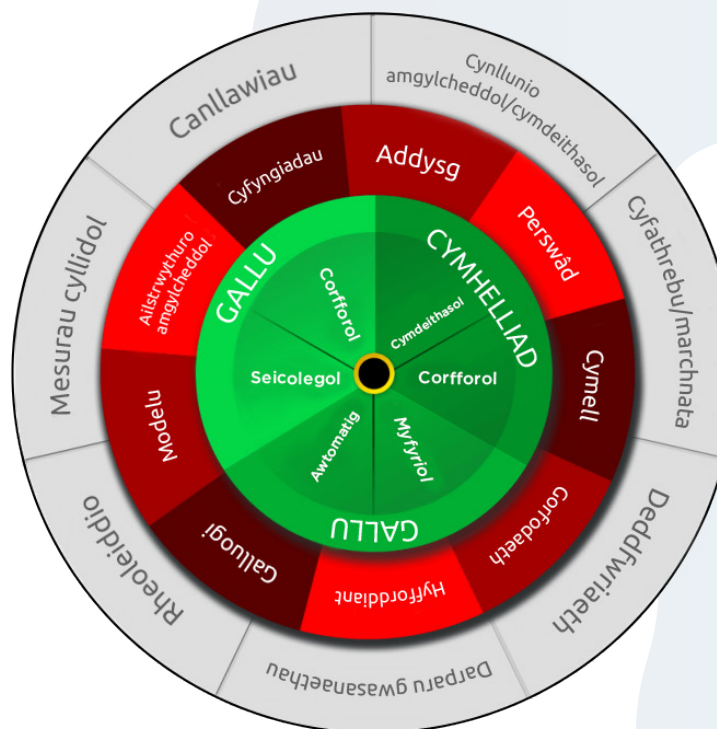 Canllawiau
Cynllunio
amgylcheddol/cymdeithasol
Cyfathrebu/marchnata
Deddfwriaeth
Darparu gwasanaethau
Rheoleiddio
Mesurau cyllidol
Cyfyngiadau
Addysg
Perswâd
Cymell
Gorfodaeth
Hyfforddiant
Galluogi
Modelu
Ailstrwythuro
amgylcheddol
GALLU
CYMHELLIAD
GALLU
Corfforol
Cymdeithasol
Corfforol
Myfyriol
Awtomatig
Seicolegol